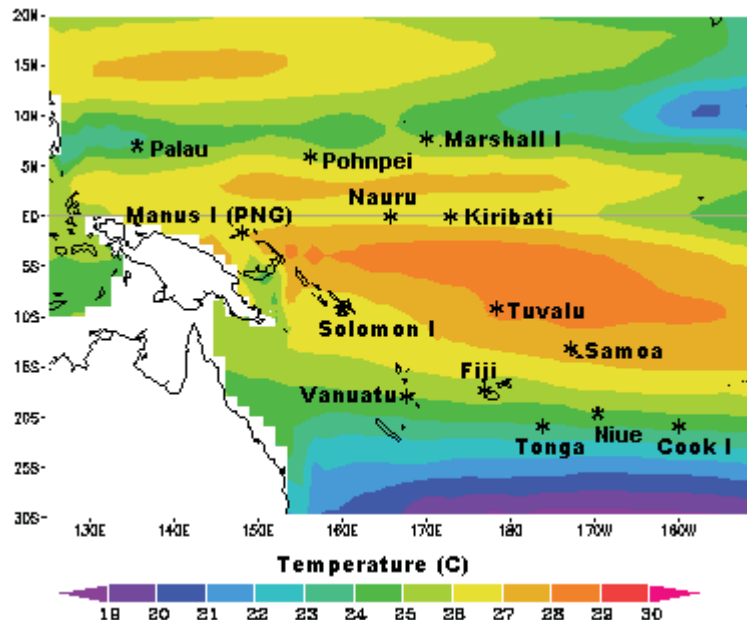 20N
15N
10N
Marshall I
Palau
Pohnpei
5N
Nauru
EQ
Manus I (PNG)
Kiribati
5S
10S
Tuvalu
Solomon I
Samoa
15S
Fiji
Vanuatu
20S
Tonga
Niue
Cook I
25S
30S
130E 140E 150E 160E 170E 180 170W 160W
Temperature (C)
19 20 21 22 23 24 25 26 27 28 29 30